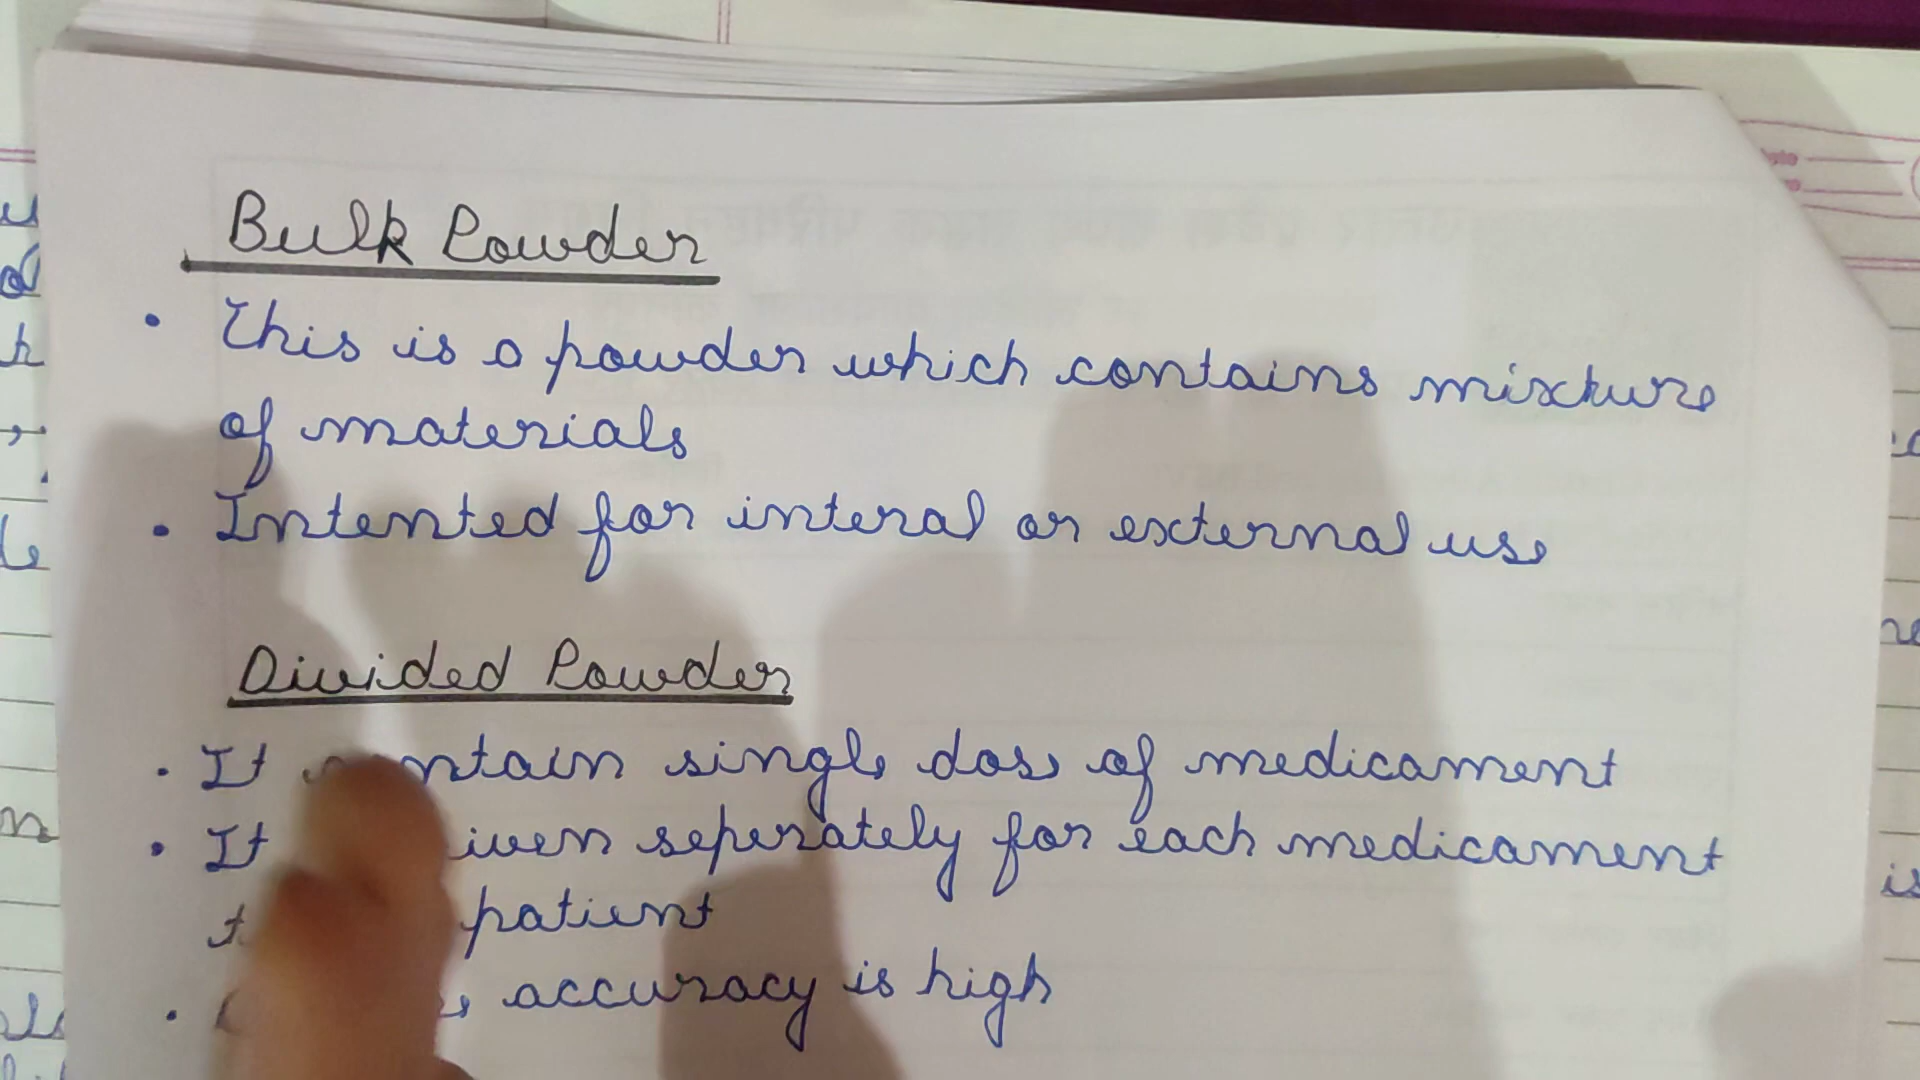 Bulk Powder
• This is a powder which contains mixture
of materials
• Intented for interal or external use
Divided Powder
• It contain single dose of medicament
• It iven seperately for each medicament
patient
• accuracy is high